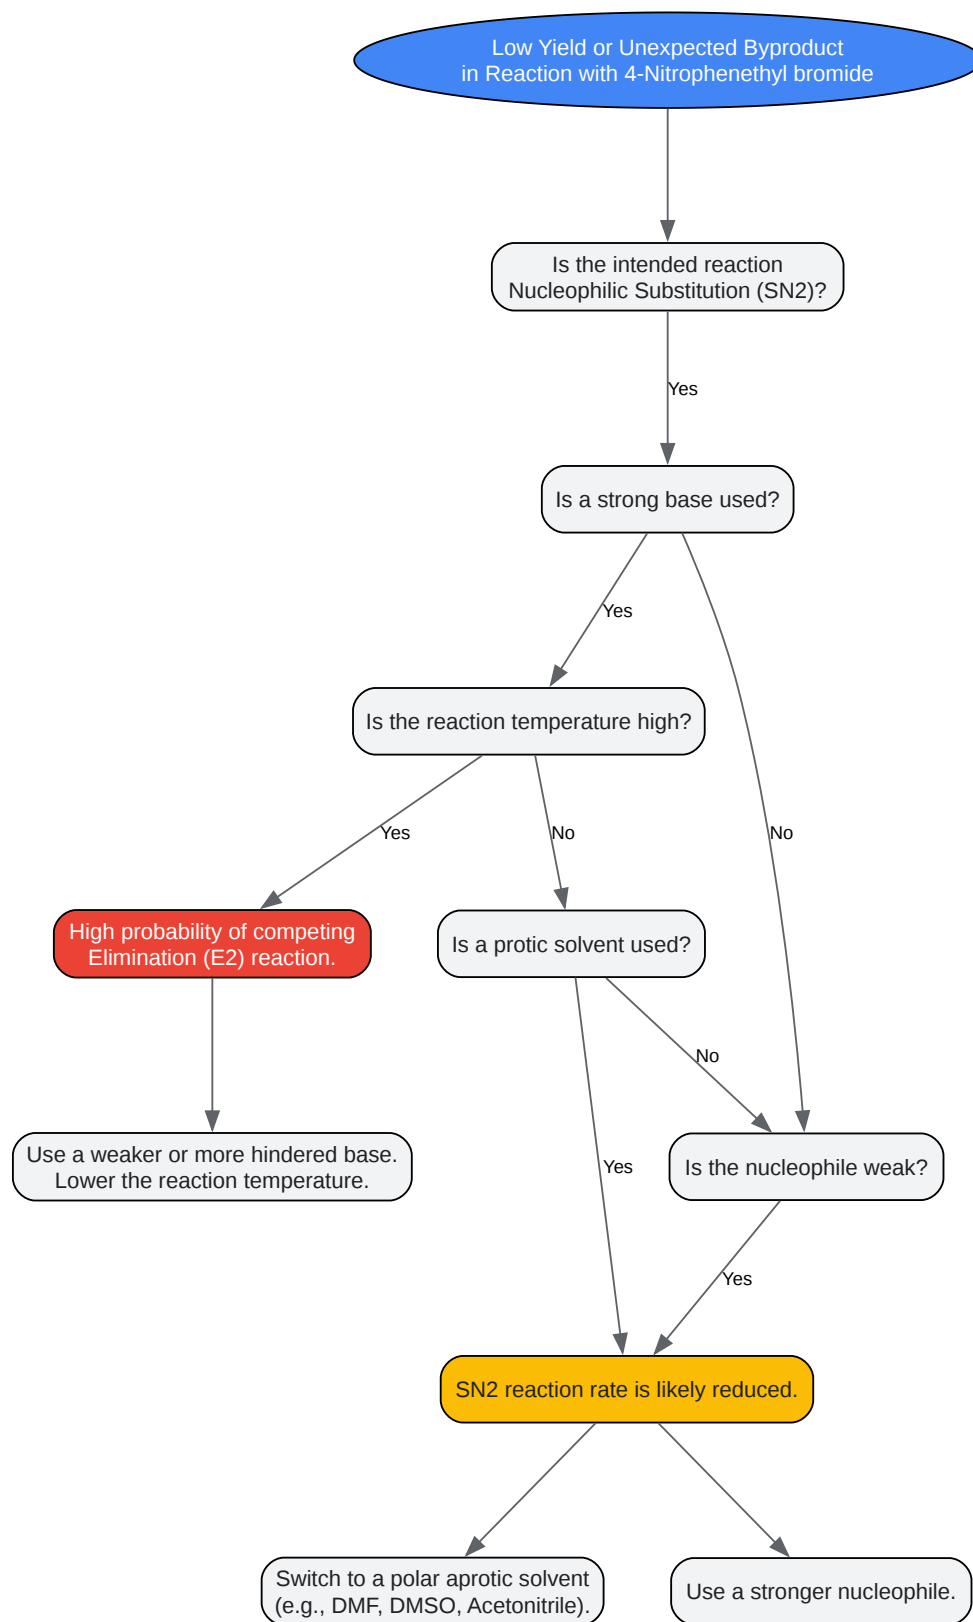 Low Yield or Unexpected Byproduct
in Reaction with 4-Nitrophenethyl bromide
Is the intended reaction
Nucleophilic Substitution (SN2)?
Yes
Is a strong base used?
Yes
Is the reaction temperature high?
Yes
No
No
High probability of competing
Elimination (E2) reaction.
Is a protic solvent used?
No
Use a weaker or more hindered base.
Lower the reaction temperature.
Yes
Is the nucleophile weak?
Yes
SN2 reaction rate is likely reduced.
Switch to a polar aprotic solvent
(e.g., DMF, DMSO, Acetonitrile).
Use a stronger nucleophile.